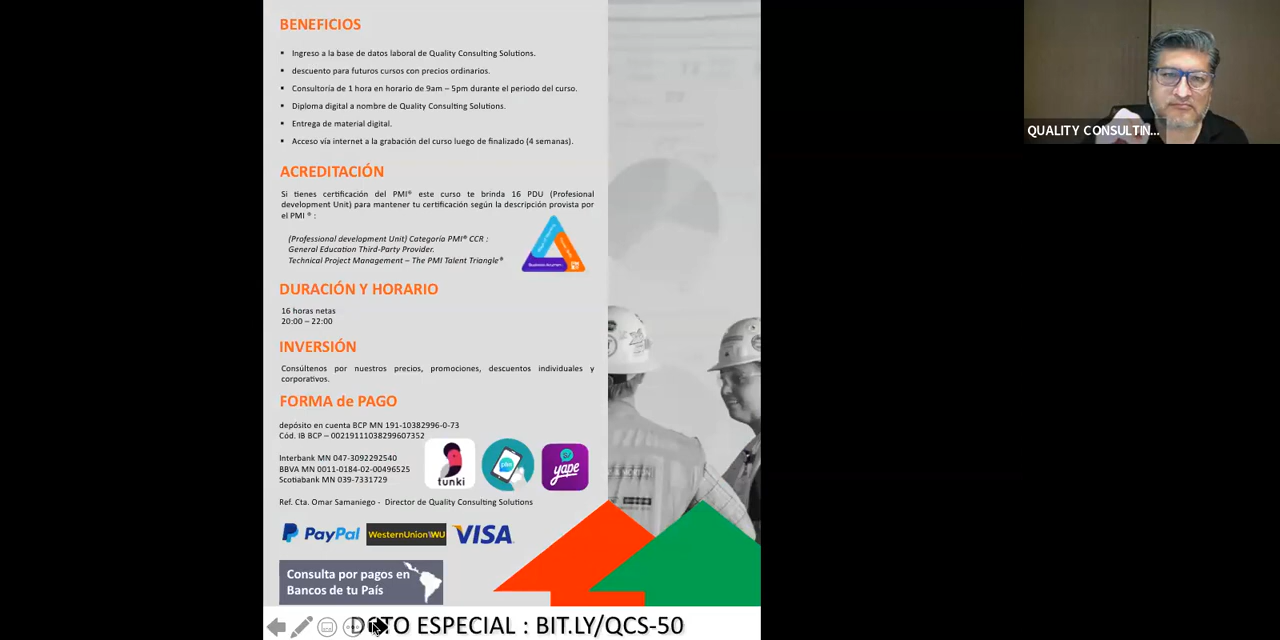 BENEFICIOS
▪ Ingreso a la base de datos laboral de Quality Consulting Solutions.
▪ descuento para futuros cursos con precios ordinarios.
▪ Consultoría de 1 hora en horario de 9am – 5pm durante el periodo del curso.
▪ Diploma digital a nombre de Quality Consulting Solutions.
▪ Entrega de material digital.
▪ Acceso vía internet a la grabación del curso luego de finalizado (4 semanas).
ACREDITACIÓN
Si tienes certificación del PMI® este curso te brinda 16 PDU (Profesional
development Unit) para mantener tu certificación según la descripción provista por
el PMI ® :
(Professional development Unit) Categoria PMI® CCR :
General Education Third-Party Provider.
Technical Project Management – The PMI Talent Triangle®
DURACIÓN Y HORARIO
16 horas netas
20:00 – 22:00
INVERSIÓN
Consúltenos por nuestros precios, promociones, descuentos individuales y
corporativos.
FORMA de PAGO
depósito en cuenta BCP MN 191-10382996-0-73
Cód. IB BCP – 00219111038299607352
Interbank MN 047-3092292540
BBVA MN 0011-0184-02-00496525
Scotiabank MN 039-7331729
tunki
yape
Ref. Cta. Omar Samaniego - Director de Quality Consulting Solutions
PayPal WesternUnion WU VISA
Consulta por pagos en
Bancos de tu País
ESPECIAL : BIT.LY/QCS-50
QUALITY CONSULTIN...